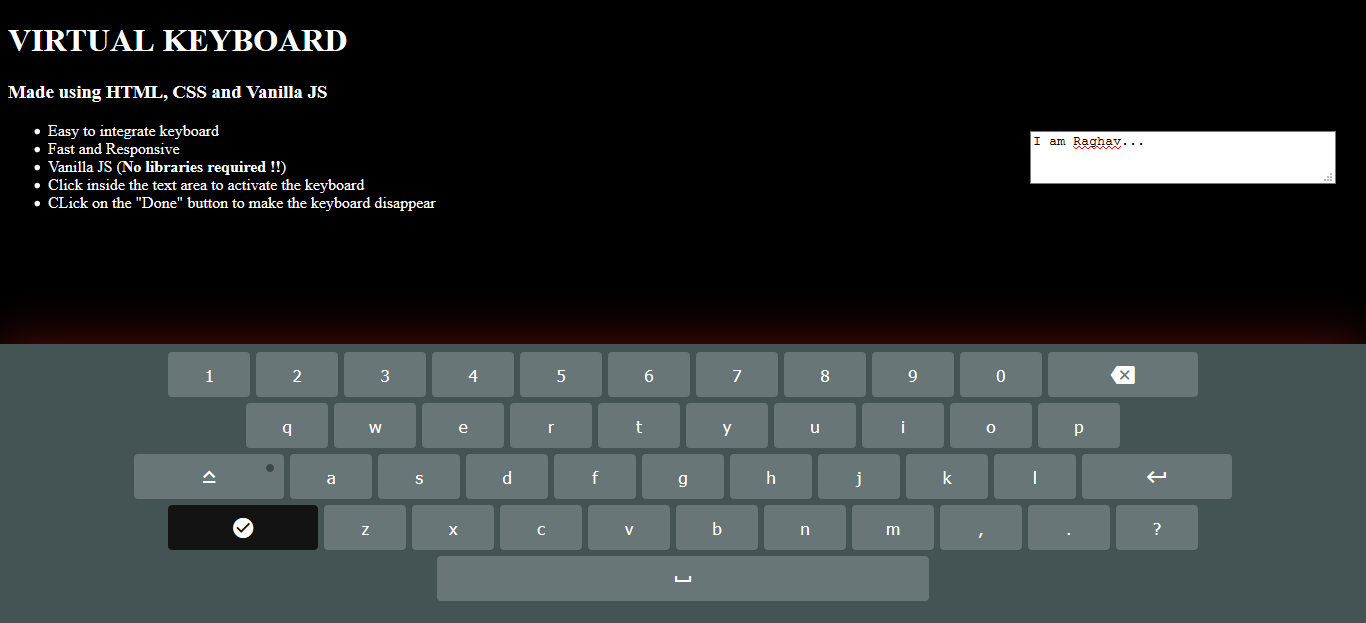 VIRTUAL KEYBOARD
Made using HTML, CSS and Vanilla JS
Easy to integrate keyboard
Fast and Responsive
Vanilla JS (No libraries required !!)
Click inside the text area to activate the keyboard
CLick on the "Done" button to make the keyboard disappear
I am Raghav...
1 2 3 4 5 6 7 8 9 0
q w e r t y u i o p
a s d f g h j k l
z x c v b n m , . ?